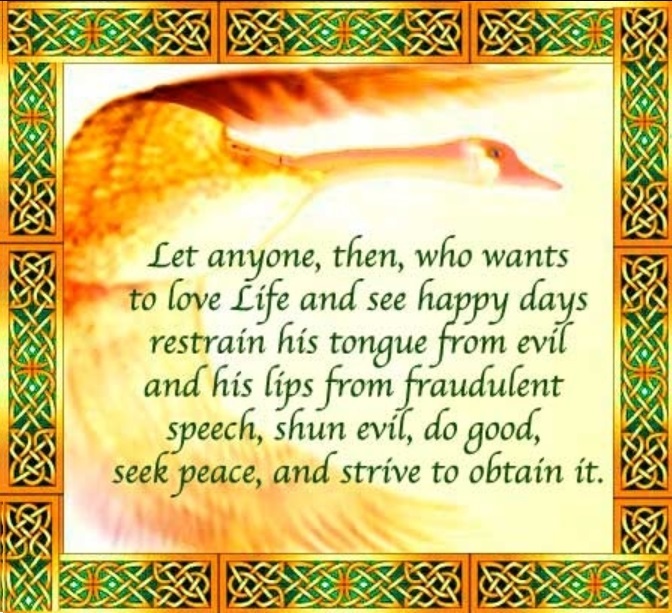 Let anyone, then, who wants
to love Life and see happy days
restrain his tongue from evil
and his lips from fraudulent
speech, shun evil, do good,
seek peace, and strive to obtain it.